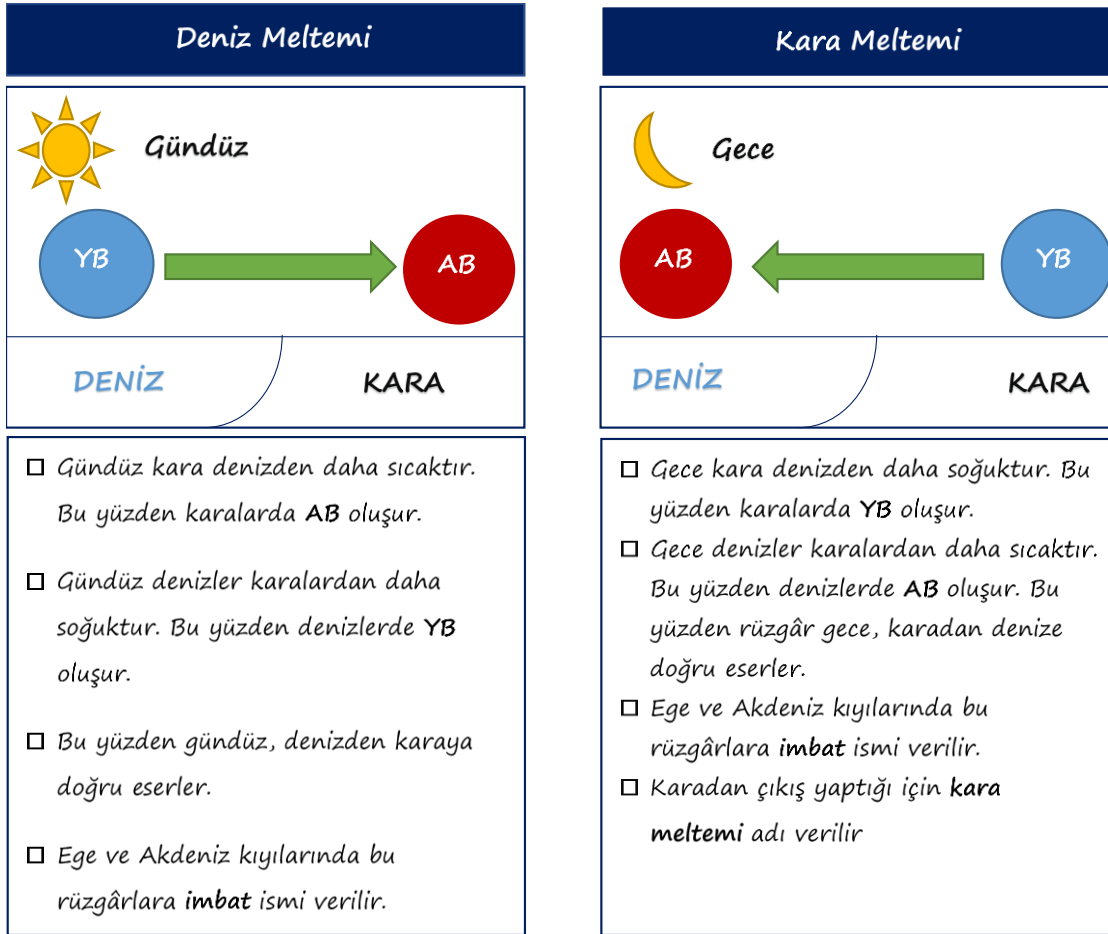 Deniz Meltemi
Gündüz
YB
AB
DENİZ
KARA
Gündüz kara denizden daha sıcaktır.
Bu yüzden karalarda AB oluşur.
Gündüz denizler karalardan daha
soğuktur. Bu yüzden denizlerde YB
oluşur.
Bu yüzden gündüz, denizden karaya
doğru eserler.
Ege ve Akdeniz kıyılarında bu
rüzgârlara imbat ismi verilir.
Kara Meltemi
Gece
AB
YB
DENİZ
KARA
Gece kara denizden daha soğuktur. Bu
yüzden karalarda YB oluşur.
Gece denizler karalardan daha sıcaktır.
Bu yüzden denizlerde AB oluşur. Bu
yüzden rüzgâr gece, karadan denize
doğru eserler.
Ege ve Akdeniz kıyılarında bu
rüzgârlara imbat ismi verilir.
Karadan çıkış yaptığı için kara
meltemi adı verilir